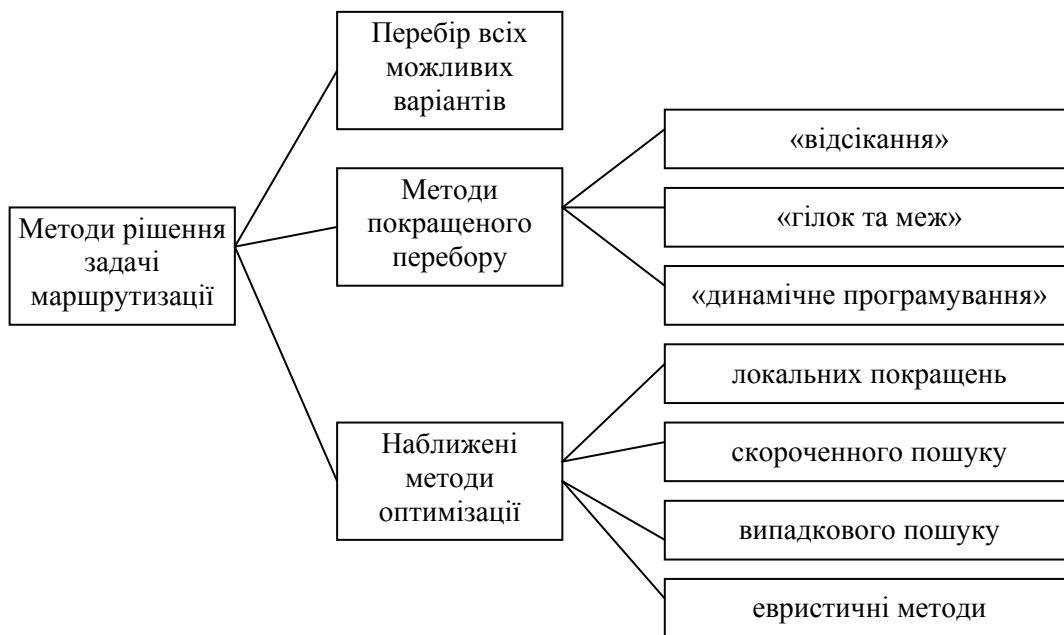 Перебір всіх
можливих
варіантів
Методи рішення
задачі
маршрутизації
Методи
покращеного
перебору
«відсікання»
«гілок та меж»
«динамічне програмування»
Наближені
методи
оптимізації
локальних покращень
скороченного пошуку
випадкового пошуку
евристичні методи